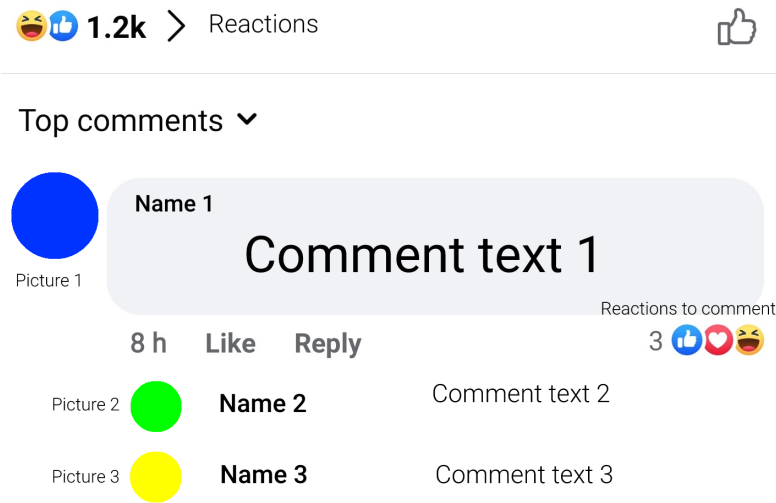 1.2k Reactions
Top comments
Name 1
Comment text 1
Picture 1
Reactions to comment
8 h Like Reply 3
Picture 2 Name 2 Comment text 2
Picture 3 Name 3 Comment text 3